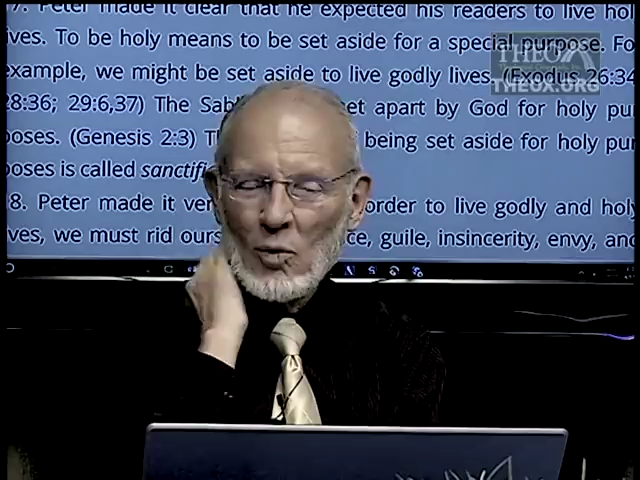 7. Peter made it clear that he expected his readers to live hol
ives. To be holy means to be set aside for a special purpose. Fo
example, we might be set aside to live godly lives. (Exodus 26:34
28:36; 29:6,37) The Sab et apart by God for holy pu
poses. (Genesis 2:3) T being set aside for holy pur
poses is called sanctifi
8. Peter made it ver order to live godly and holy
ives, we must rid ours ce, guile, insincerity, envy, and
THEO
THEOX.ORG